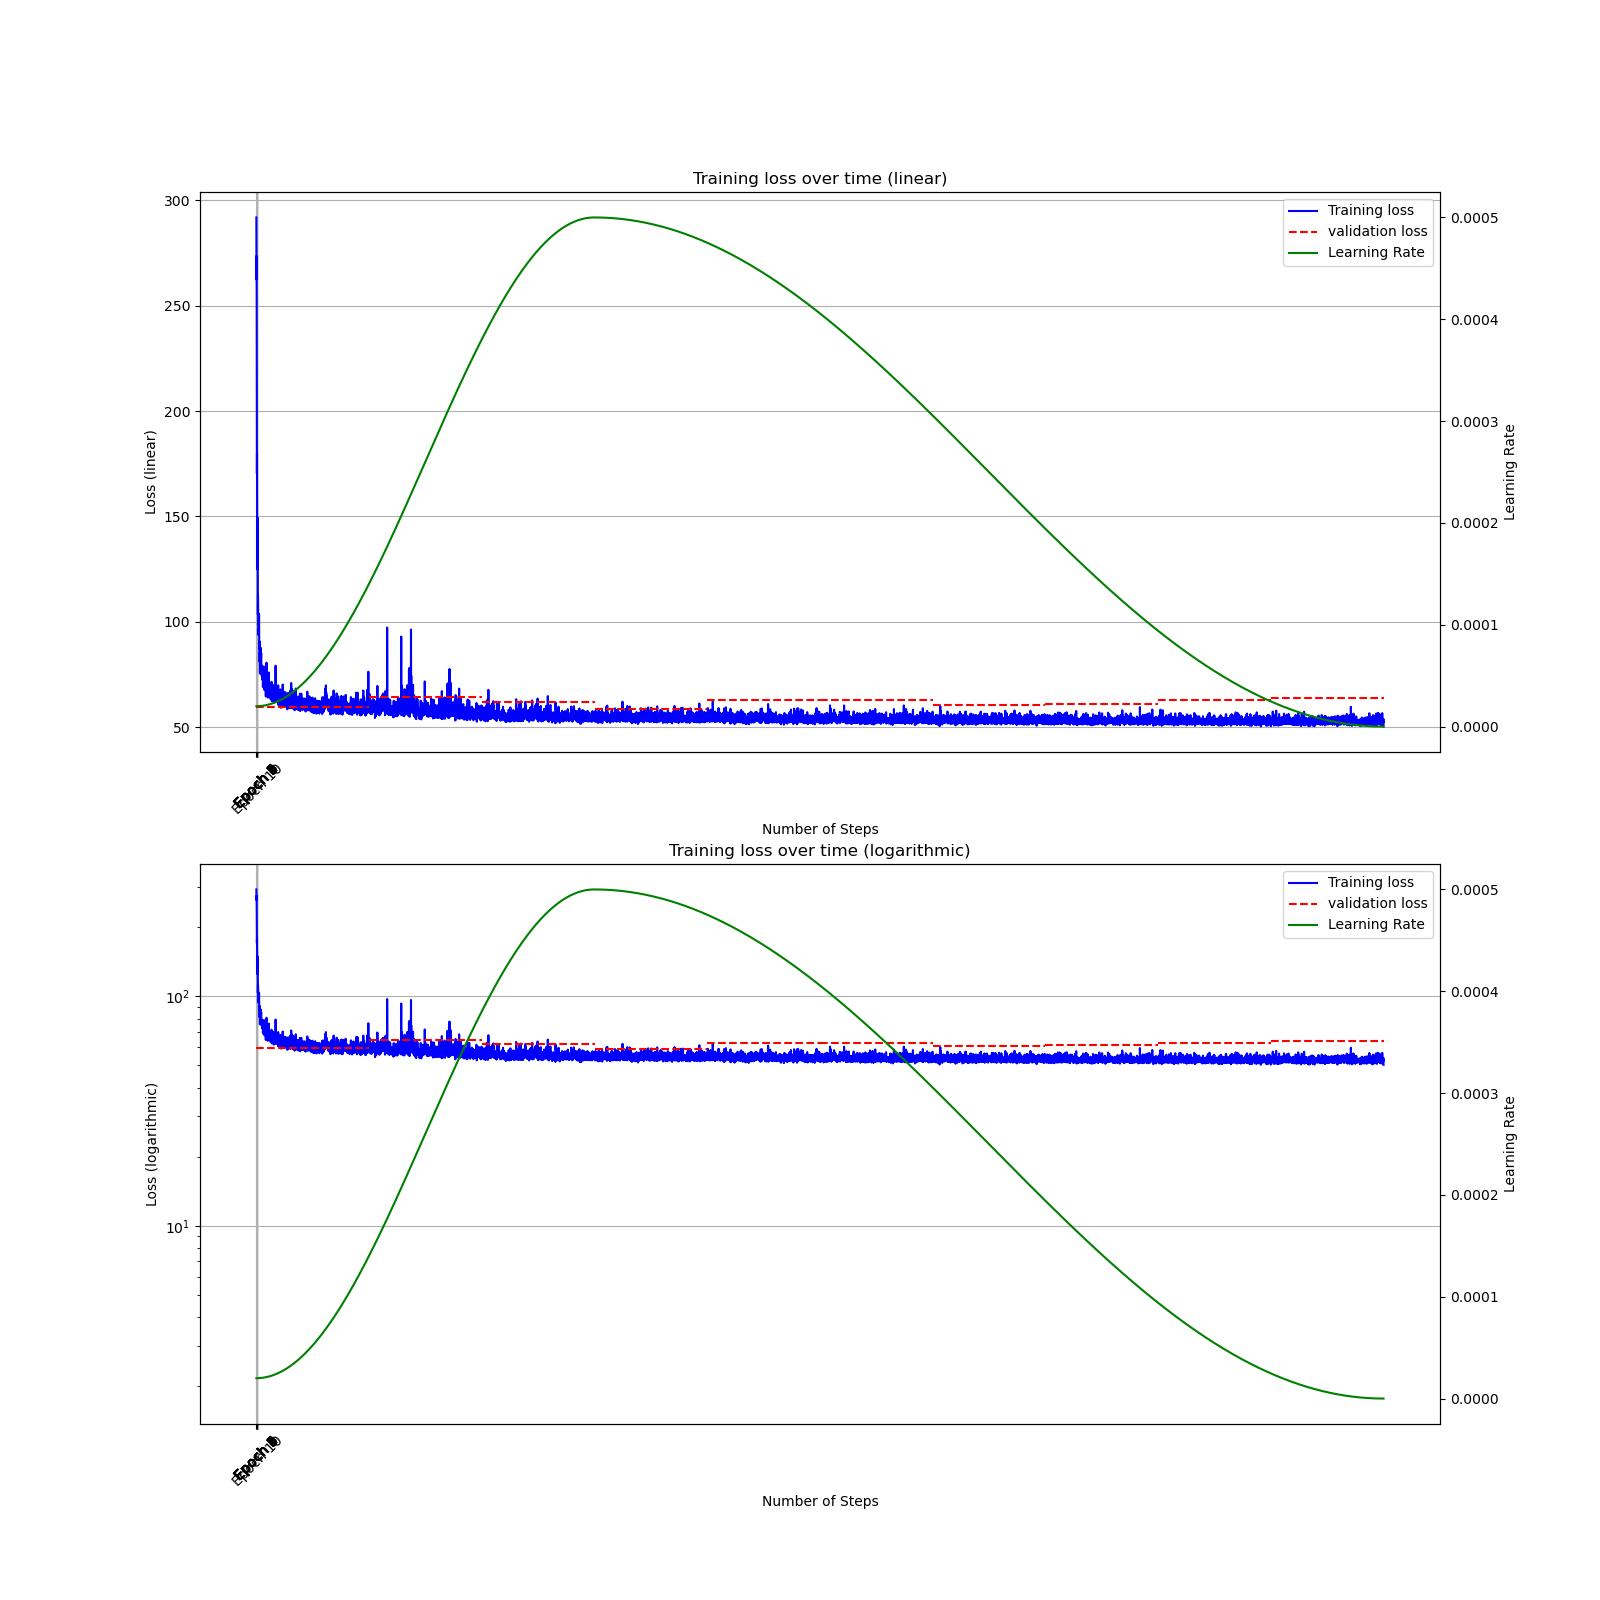 Training loss over time (linear)
300
250
200
150
100
50
Loss (linear)
Training loss
validation loss
Learning Rate
0.0005
0.0004
0.0003
0.0002
0.0001
0.0000
Learning Rate
Number of Steps
Training loss over time (logarithmic)
10²
10¹
Loss (logarithmic)
Training loss
validation loss
Learning Rate
0.0005
0.0004
0.0003
0.0002
0.0001
0.0000
Learning Rate
Number of Steps